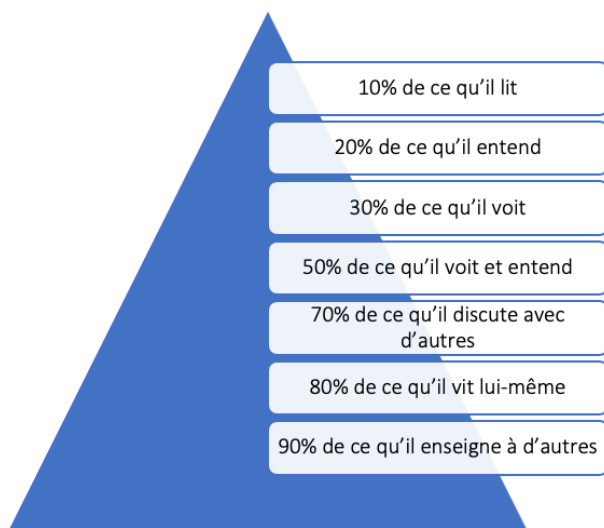 10% de ce qu’il lit
20% de ce qu’il entend
30% de ce qu’il voit
50% de ce qu’il voit et entend
70% de ce qu’il discute avec
d’autres
80% de ce qu’il vit lui-même
90% de ce qu’il enseigne à d’autres